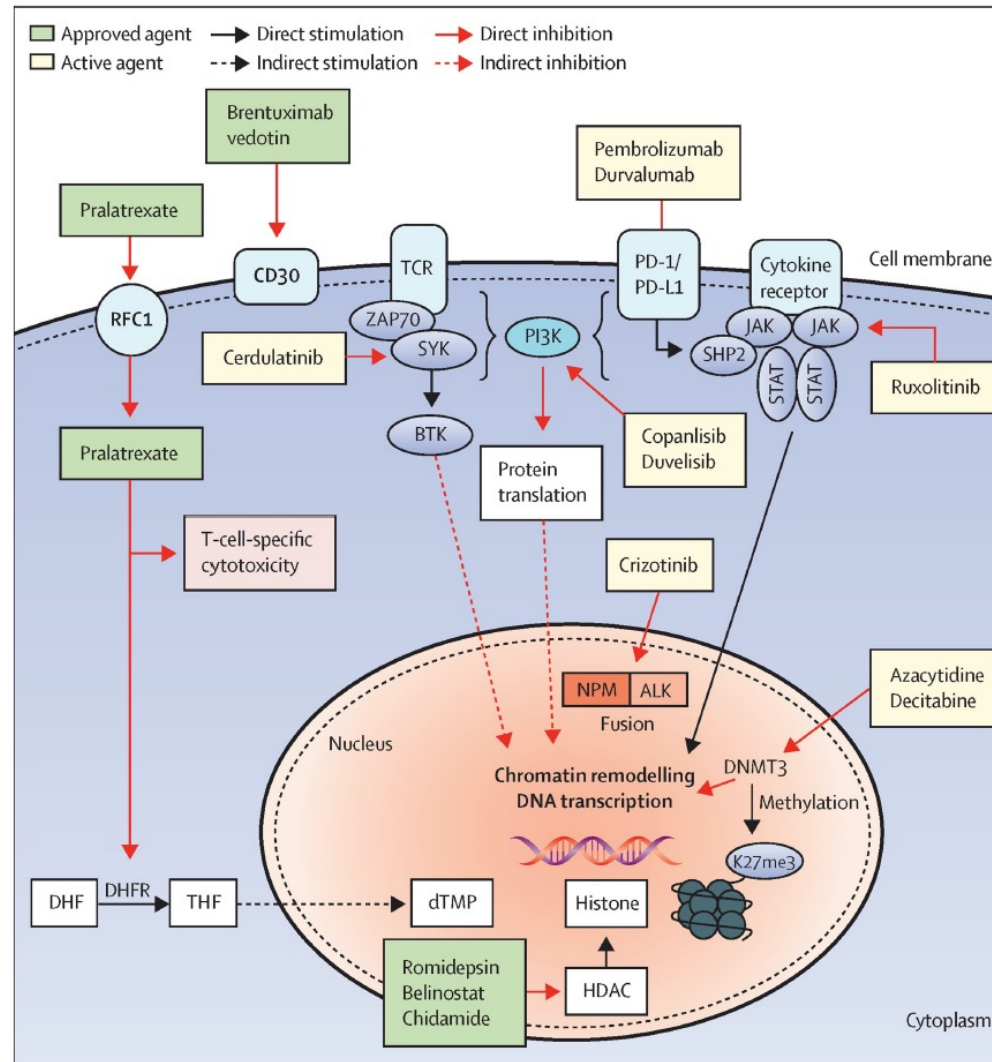 Approved agent
Direct stimulation
Direct inhibition
Active agent
Indirect stimulation
Indirect inhibition
Brentuximab
vedotin
Pembrolizumab
Durvalumab
Pralatrexate
TCR
PD-1/
PD-L1
Cytokine
receptor
Cell membrane
CD30
RFC1
ZAP70
SYK
PI3K
JAK
JAK
SHP2
STAT
STAT
Cerdulatinib
Ruxolitinib
BTK
Copanlisib
Duvelisib
Pralatrexate
Protein
translation
T-cell-specific
cytotoxicity
Crizotinib
NPM
ALK
Fusion
Azacytidine
Decitabine
Nucleus
Chromatin remodelling
DNA transcription
DNMT3
Methylation
K27me3
DHF
DHFR
THF
dTMP
Histone
Romidepsin
Belinostat
Chidamide
HDAC
Cytoplasm